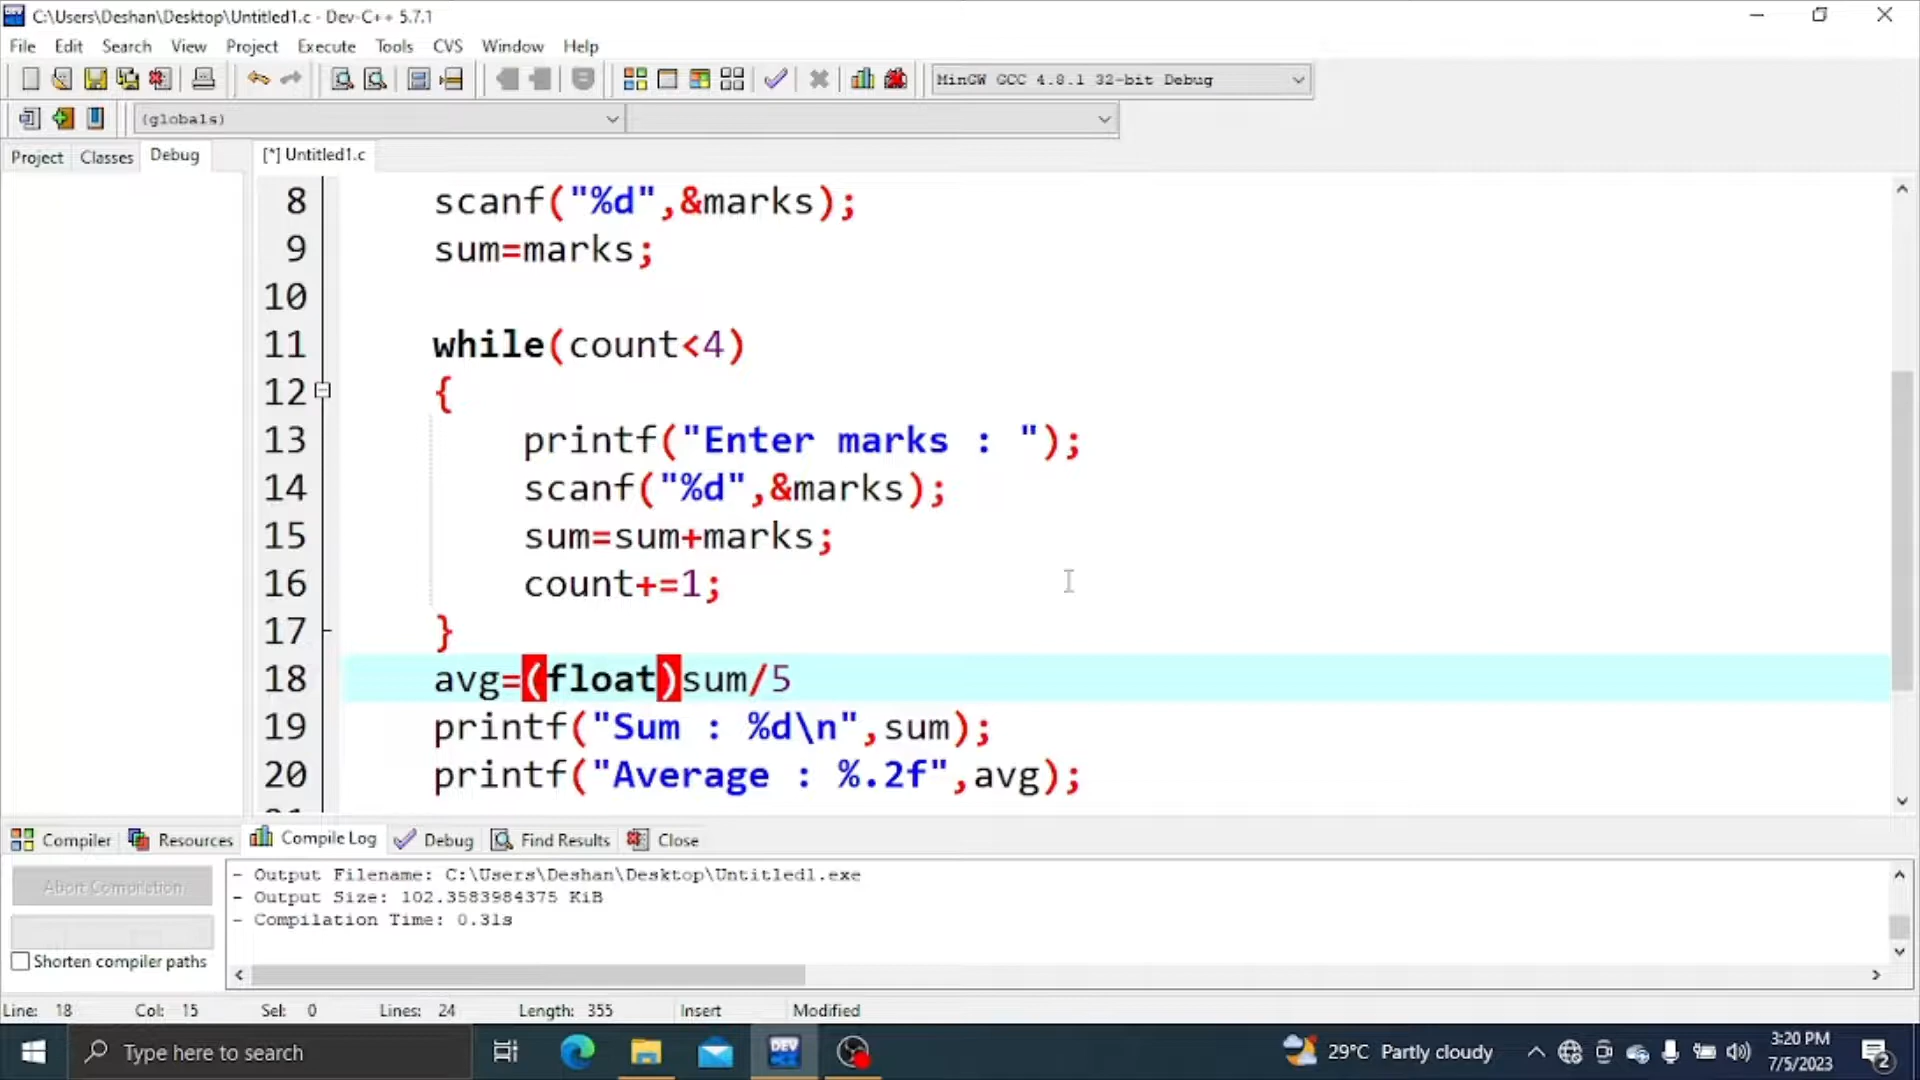 C:\Users\Deshan\Desktop\Untitled1.c - Dev-C++ 5.7.1
File Edit Search View Project Execute Tools CVS Window Help
MinGW GCC 4.8.1 32-bit Debug
(globals)
Project Classes Debug [*] Untitled1.c
8 scanf("%d",&marks);
9 sum=marks;
10
11 while(count<4)
12 {
13 printf("Enter marks : ");
14 scanf("%d",&marks);
15 sum=sum+marks;
16 count+=1;
17 }
18 avg=(float)sum/5
19 printf("Sum : %d\n",sum);
20 printf("Average : %.2f",avg);
Compiler Resources Compile Log Debug Find Results Close
Abort Compilation
- Output Filename: C:\Users\Deshan\Desktop\Untitled1.exe
- Output Size: 102.3583984375 KiB
- Compilation Time: 0.31s
Shorten compiler paths
Line: 18 Col: 15 Sel: 0 Lines: 24 Length: 355 Insert Modified
Type here to search DEV 29°C Partly cloudy 3:20 PM
7/5/2023 2